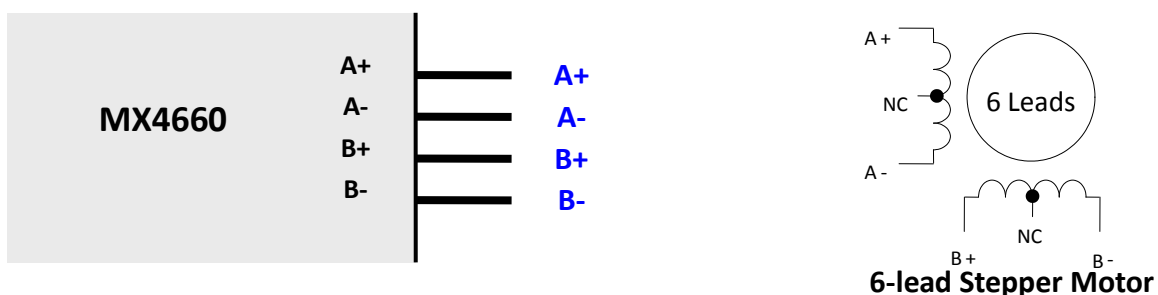 MX4660
A+
A-
B+
B-
A+
A-
B+
B-
A +
NC
A -
6 Leads
NC
B +
B -
6-lead Stepper Motor